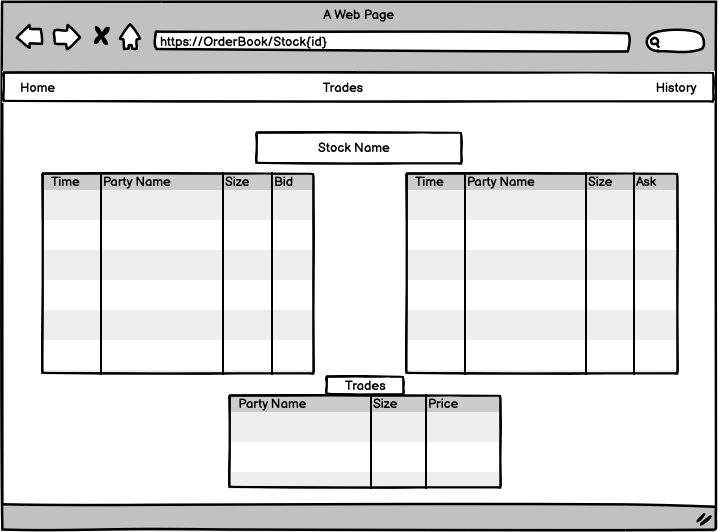 A Web Page
https://OrderBook/Stock{id}
Home Trades History
Stock Name
Time Party Name Size Bid
Time Party Name Size Ask
Trades
Party Name Size Price